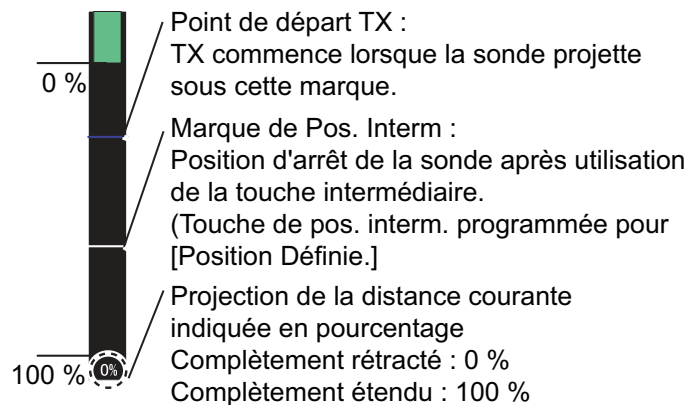 Point de départ TX :
TX commence lorsque la sonde projette
sous cette marque.
0 %
Marque de Pos. Interm :
Position d'arrêt de la sonde après utilisation
de la touche intermédiaire.
(Touche de pos. interm. programmée pour
[Position Définie.]
Projection de la distance courante
indiquée en pourcentage
Complètement rétracté : 0 %
100 % 0%
Complètement étendu : 100 %